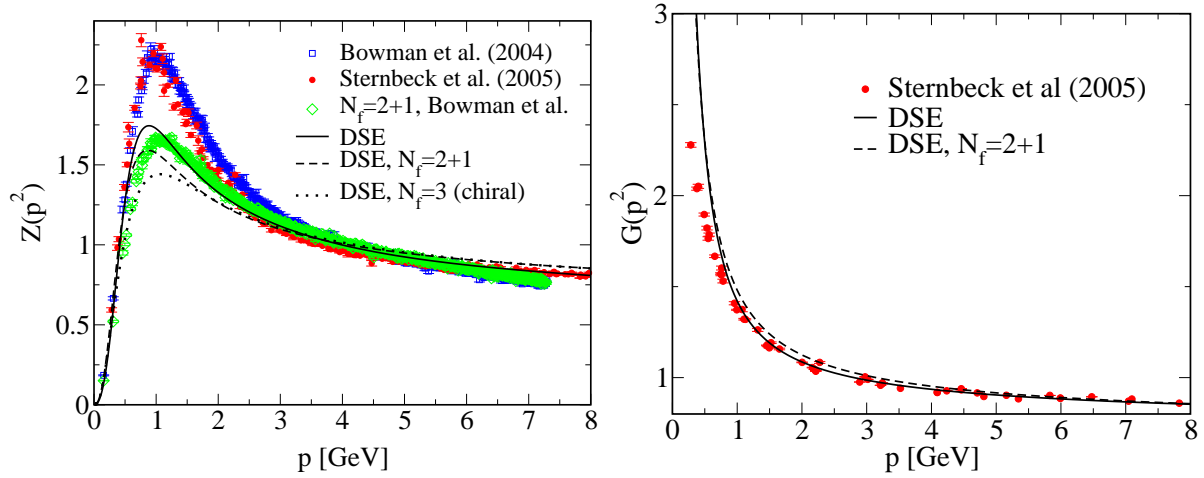 Bowman et al. (2004)
Sternbeck et al. (2005)
N_f=2+1, Bowman et al.
DSE
DSE, N_f=2+1
DSE, N_f=3 (chiral)
Z(p²)
2
1.5
1
0.5
0
0 1 2 3 4 5 6 7 8
p [GeV]
Sternbeck et al (2005)
DSE
DSE, N_f=2+1
G(p²)
3
2
1
0 1 2 3 4 5 6 7 8
p [GeV]